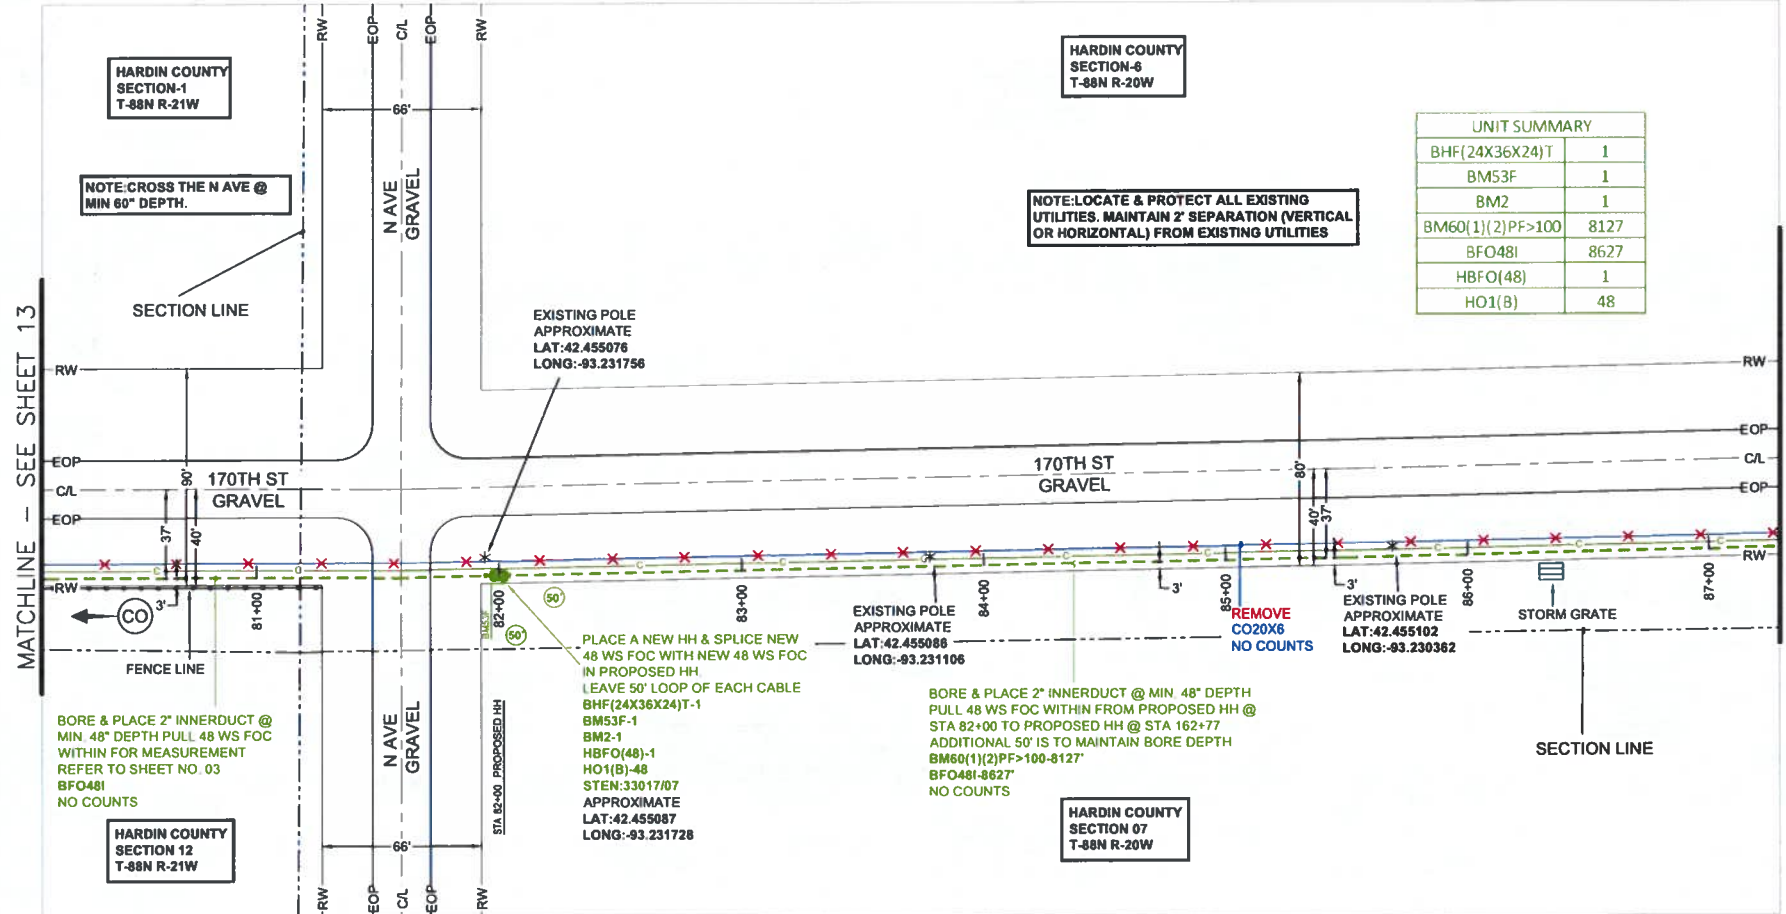 RW
EOP
C/L
EOP
RW
HARDIN COUNTY
SECTION-1
T-88N R-21W
HARDIN COUNTY
SECTION-6
T-88N R-20W
66'
UNIT SUMMARY
BHF(24X36X24)T 1
BM53F 1
BM2 1
BM60(1)(2)PF>100 8127
BFO48I 8627
HBFO(48) 1
HO1(B) 48
NOTE:CROSS THE N AVE @
MIN 60" DEPTH.
N AVE
GRAVEL
NOTE:LOCATE & PROTECT ALL EXISTING
UTILITIES. MAINTAIN 2' SEPARATION (VERTICAL
OR HORIZONTAL) FROM EXISTING UTILITIES
SECTION LINE
MATCHLINE - SEE SHEET 13
EXISTING POLE
APPROXIMATE
LAT:42.455076
LONG:-93.231756
RW
RW
EOP
C/L
EOP
RW
EOP
C/L
EOP
RW
90'
37'
40'
3'
170TH ST
GRAVEL
170TH ST
GRAVEL
80'
40'
37'
3'
3'
C
C
C
C
C
C
C
CO
81+00
82+00
83+00
84+00
85+00
86+00
87+00
BM53F
50'
50'
FENCE LINE
PLACE A NEW HH & SPLICE NEW
48 WS FOC WITH NEW 48 WS FOC
IN PROPOSED HH
LEAVE 50' LOOP OF EACH CABLE
BHF(24X36X24)T-1
BM53F-1
BM2-1
HBFO(48)-1
HO1(B)-48
STEN:33017/07
APPROXIMATE
LAT:42.455087
LONG:-93.231728
EXISTING POLE
APPROXIMATE
LAT:42.455086
LONG:-93.231106
REMOVE
CO20X6
NO COUNTS
EXISTING POLE
APPROXIMATE
LAT:42.455102
LONG:-93.230362
STORM GRATE
SECTION LINE
BORE & PLACE 2" INNERDUCT @
MIN. 48" DEPTH PULL 48 WS FOC
WITHIN FOR MEASUREMENT
REFER TO SHEET NO. 03
BFO48I
NO COUNTS
BORE & PLACE 2" INNERDUCT @ MIN. 48" DEPTH
PULL 48 WS FOC WITHIN FROM PROPOSED HH @
STA 82+00 TO PROPOSED HH @ STA 162+77
ADDITIONAL 50' IS TO MAINTAIN BORE DEPTH
BM60(1)(2)PF>100-8127'
BFO48I-8627'
NO COUNTS
N AVE
GRAVEL
STA 82+00 PROPOSED HH
HARDIN COUNTY
SECTION 12
T-88N R-21W
HARDIN COUNTY
SECTION 07
T-88N R-20W
66'
RW
EOP
C/L
EOP
RW